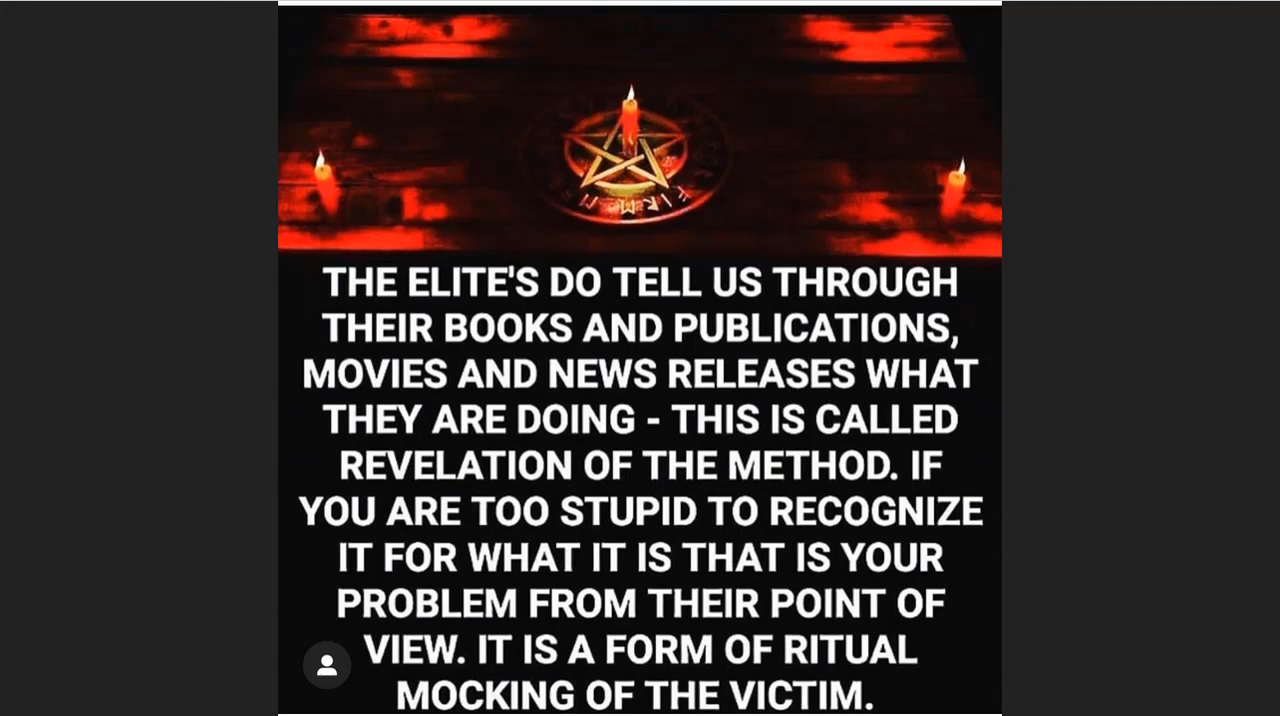 THE ELITE'S DO TELL US THROUGH
THEIR BOOKS AND PUBLICATIONS,
MOVIES AND NEWS RELEASES WHAT
THEY ARE DOING - THIS IS CALLED
REVELATION OF THE METHOD. IF
YOU ARE TOO STUPID TO RECOGNIZE
IT FOR WHAT IT IS THAT IS YOUR
PROBLEM FROM THEIR POINT OF
VIEW. IT IS A FORM OF RITUAL
MOCKING OF THE VICTIM.